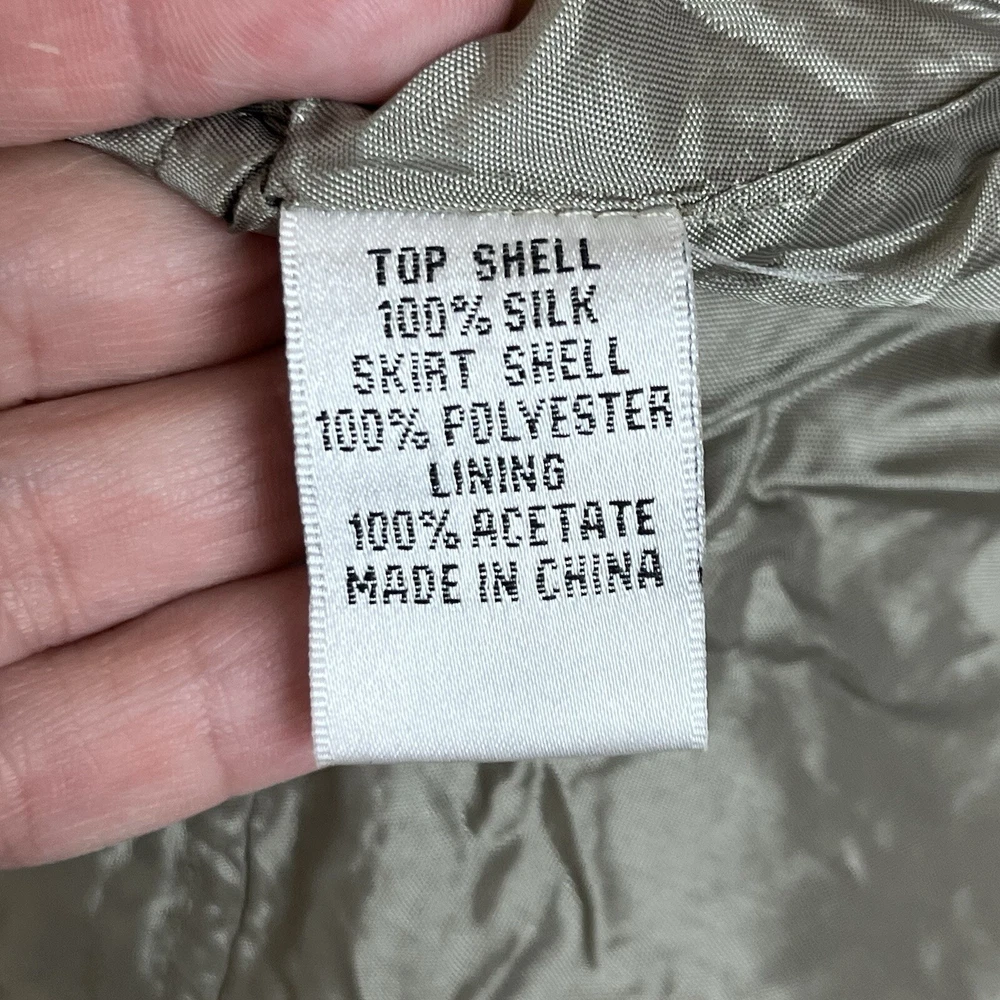 TOP SHELL
100% SILK
SKIRT SHELL
100% POLYESTER
LINING
100% ACETATE
MADE IN CHINA